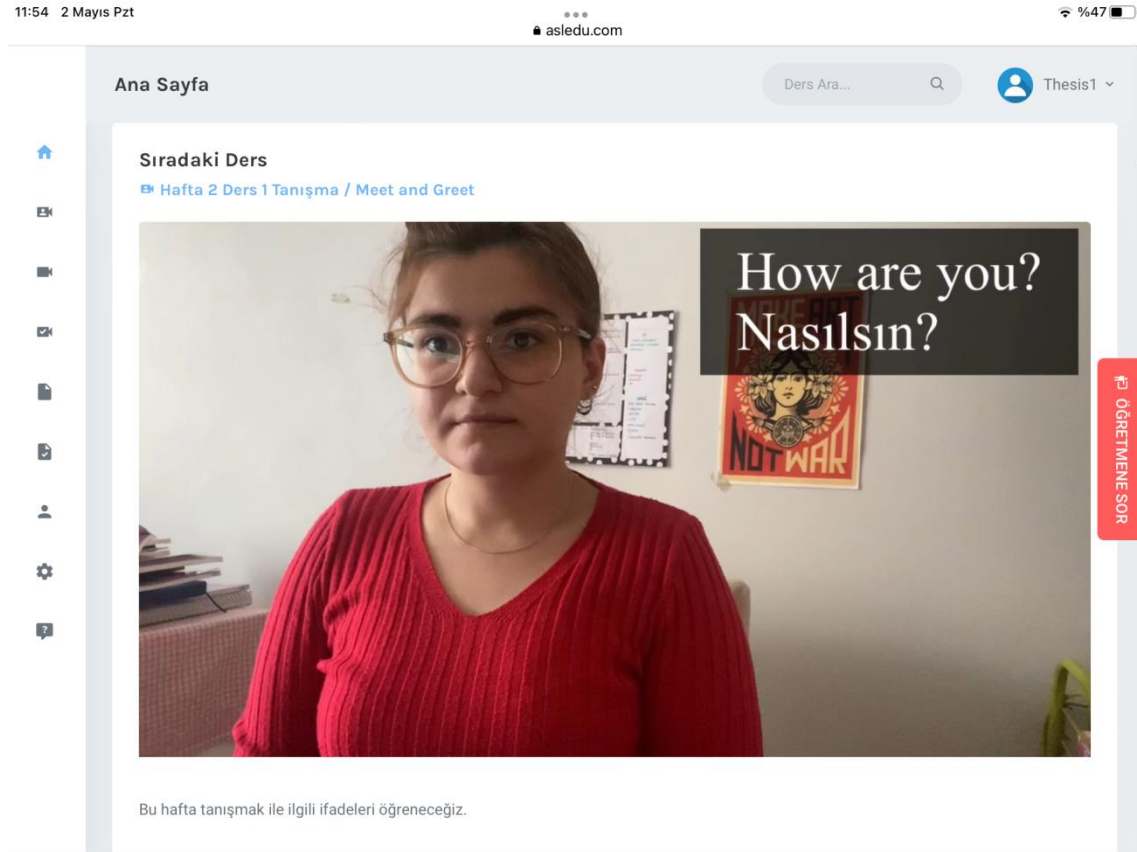 11:54 2 Mayıs Pzt
asledu.com
%47
Ana Sayfa
Ders Ara...
Thesis1
Sıradaki Ders
Hafta 2 Ders 1 Tanışma / Meet and Greet
How are you?
Nasılsın?
MAKE ART
NOT WAR
ÖĞRETMENE SOR
Bu hafta tanışmak ile ilgili ifadeleri öğreneceğiz.